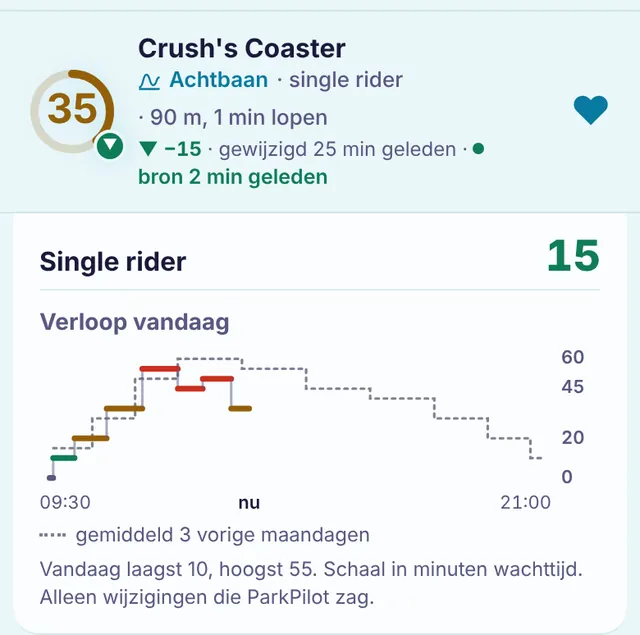 Crush's Coaster
35
Achtbaan · single rider
· 90 m, 1 min lopen
▼ −15 · gewijzigd 25 min geleden · ●
bron 2 min geleden
Single rider
15
Verloop vandaag
60
45
20
0
09:30
nu
21:00
gemiddeld 3 vorige maandagen
Vandaag laagst 10, hoogst 55. Schaal in minuten wachttijd.
Alleen wijzigingen die ParkPilot zag.